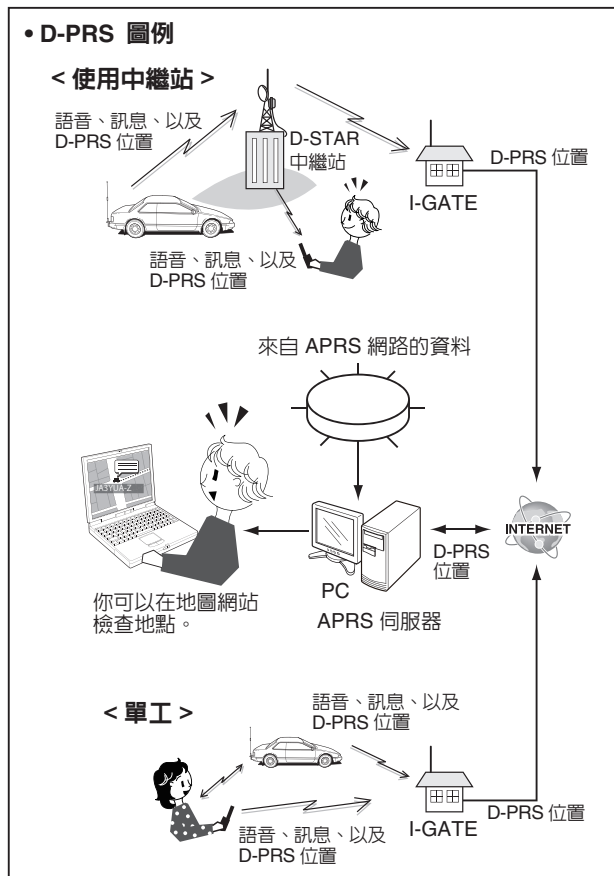 • D-PRS 圖例
< 使用中繼站 >
語音、訊息、以及
D-PRS 位置
D-STAR
中繼站
D-PRS 位置
I-GATE
語音、訊息、以及
D-PRS 位置
來自 APRS 網路的資料
JA3YUA-Z
INTERNET
D-PRS
位置
PC
你可以在地圖網站
檢查地點。
APRS 伺服器
< 單工 >
語音、訊息、以及
D-PRS 位置
I-GATE
D-PRS 位置
語音、訊息、以及
D-PRS 位置